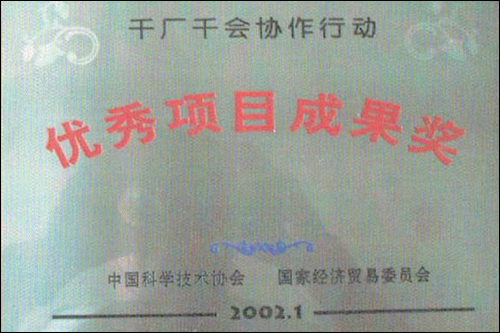 千厂千会协作行动
优秀项目成果奖
中国科学技术协会 国家经济贸易委员会
2002.1